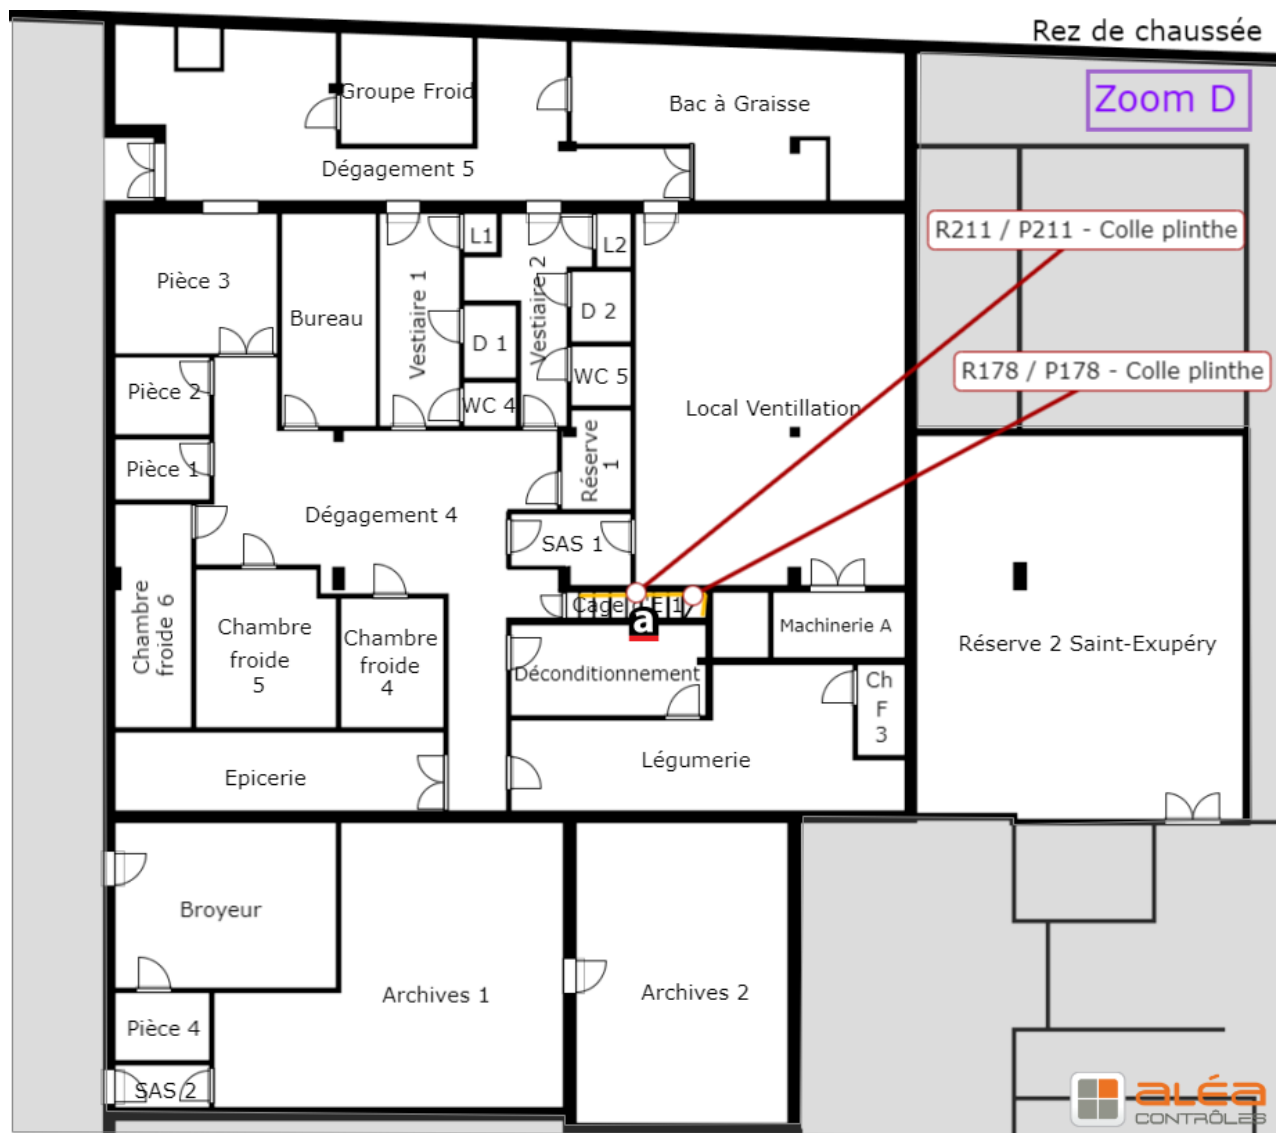 Rez de chaussée
Zoom D
Groupe Froid
Bac à Graisse
Dégagement 5
R211 / P211 - Colle plinthe
L1
L2
Pièce 3
Bureau
Vestiaire 1
Vestiaire 2
D 1
D 2
R178 / P178 - Colle plinthe
WC 5
Pièce 2
WC 4
Local Ventillation
Pièce 1
Réserve
1
Dégagement 4
SAS 1
Cage d'E 1
a
Chambre
froide 6
Chambre
froide
5
Chambre
froide
4
Machinerie A
Réserve 2 Saint-Exupéry
Déconditionnement
Ch
F
3
Légumerie
Epicerie
Broyeur
Archives 1
Archives 2
Pièce 4
SAS 2
aléa
CONTRÔLES